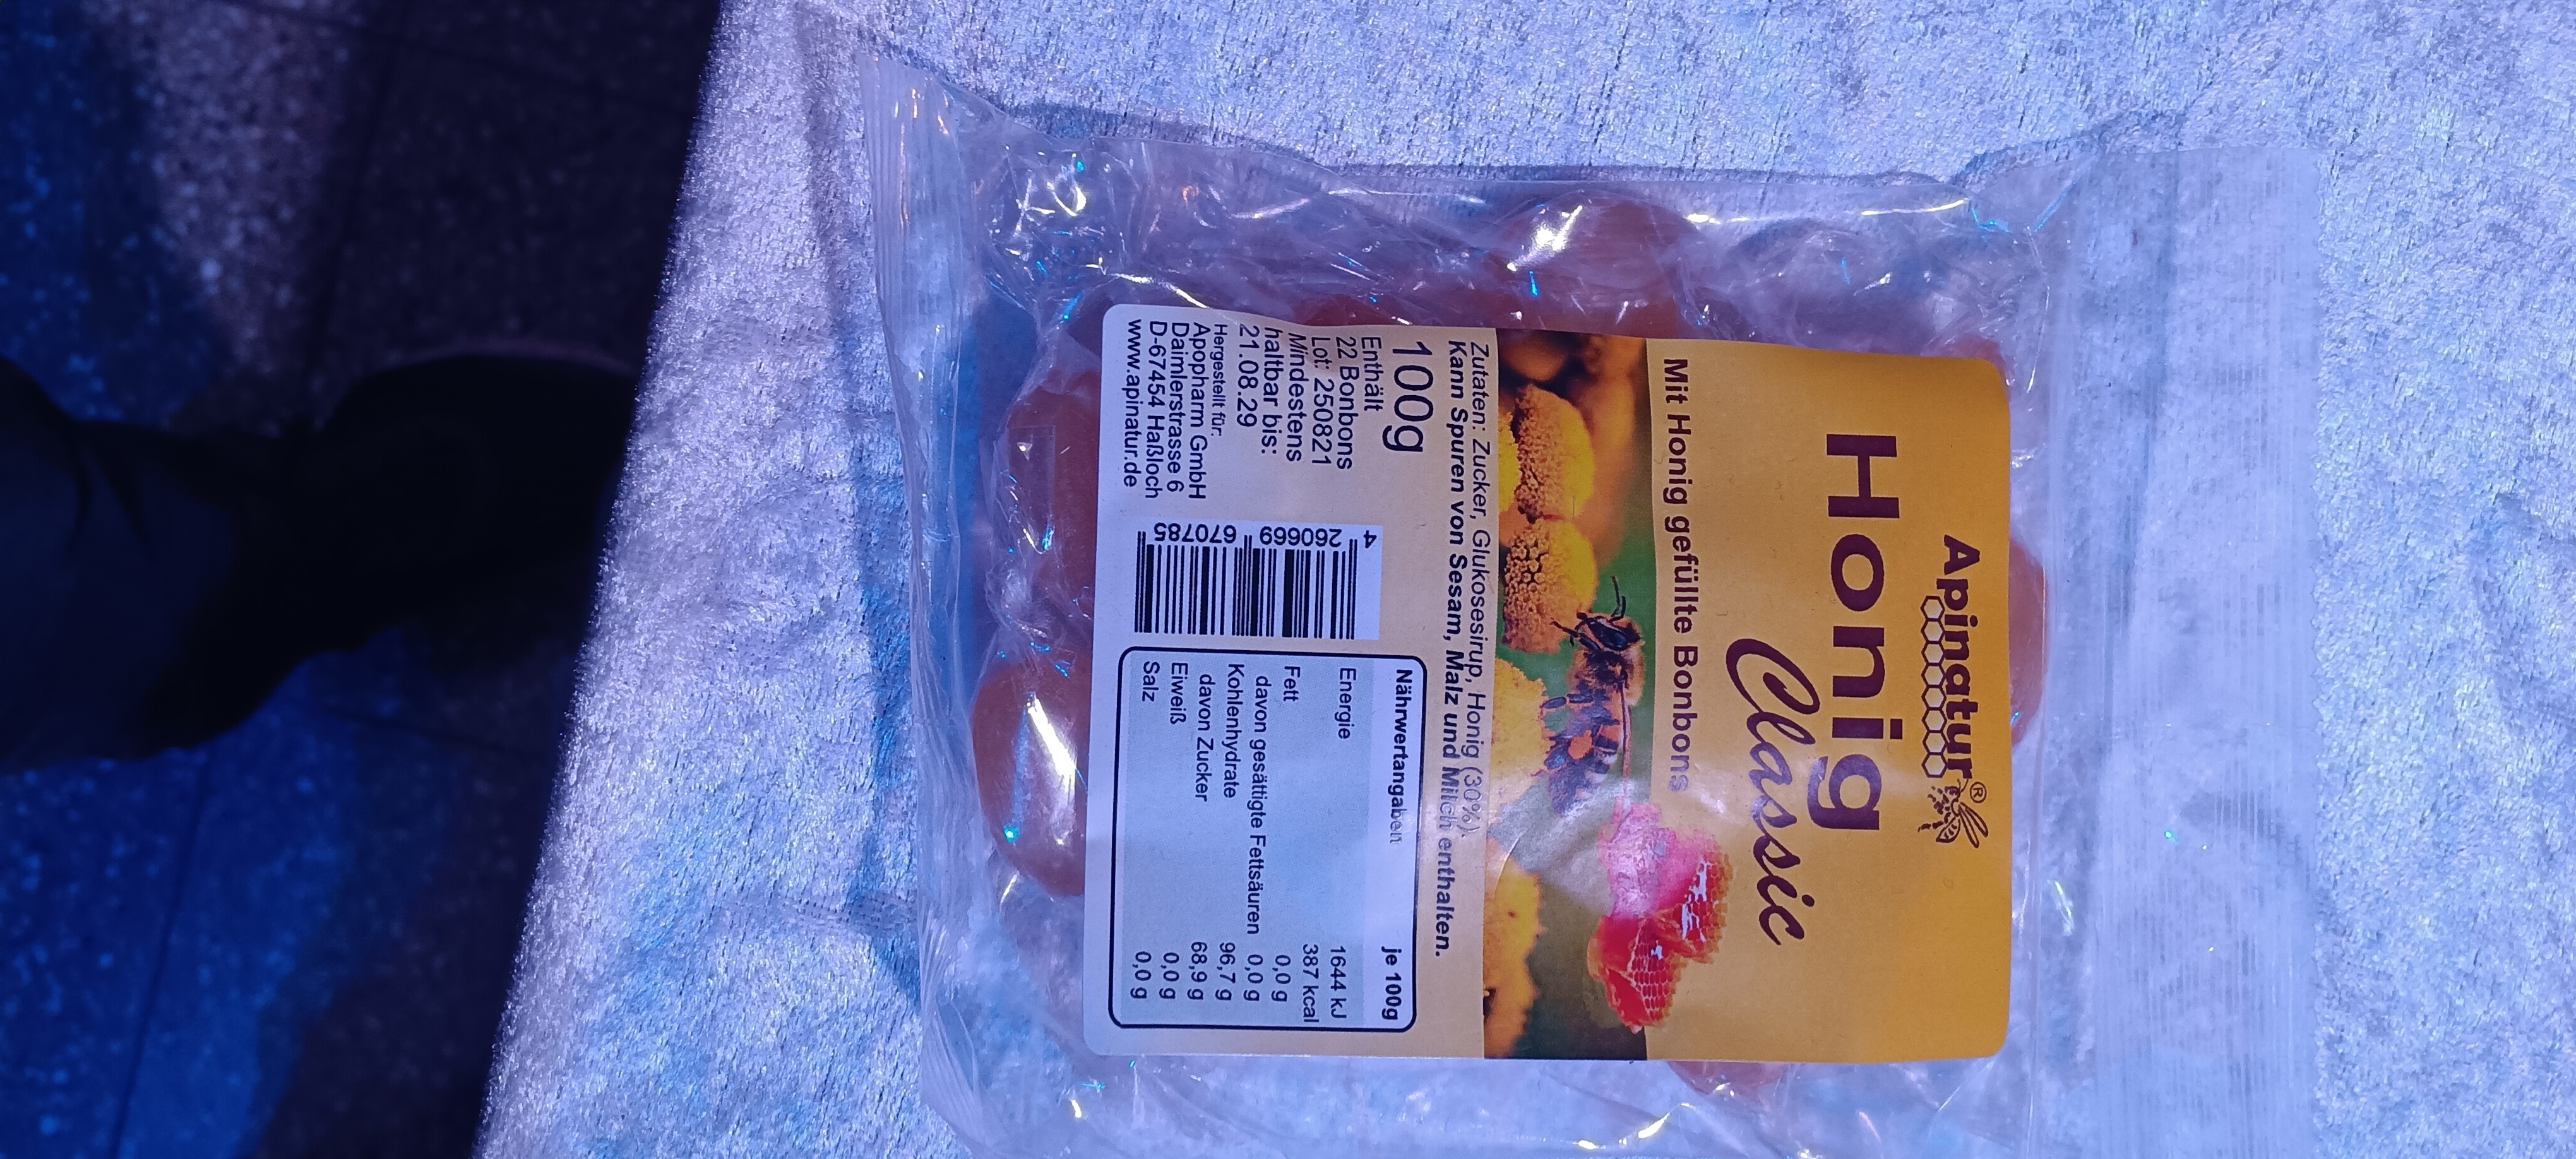 Apinatur®
Honig
Classic
Mit Honig gefüllte Bonbons
Zutaten: Zucker, Glukosesirup, Honig (30%).
Kann Spuren von Sesam, Malz und Milch enthalten.
100g
Enthält
22 Bonbons
Lot: 250821
Mindestens
haltbar bis:
21.08.29
Hergestellt für:
Apopharm GmbH
Daimlerstrasse 6
D-67454 Haßloch
www.apinatur.de
4 260669 670785
Nährwertangaben je 100g
Energie 1644 kJ
387 kcal
Fett 0,0 g
davon gesättigte Fettsäuren 0,0 g
Kohlenhydrate 96,7 g
davon Zucker 68,9 g
Eiweiß 0,0 g
Salz 0,0 g